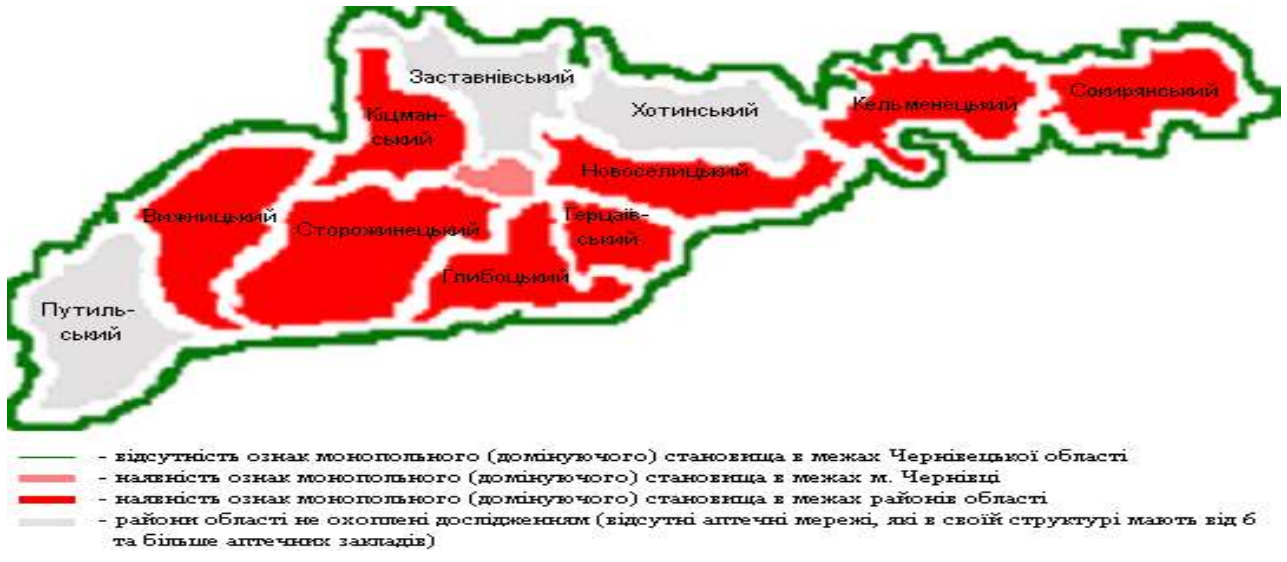 Заставнівський
Хотинський
Кельменецький
Сокирянський
Кіцман-
ський
Новоселицький
Вижницький
Сторожинецький
Герцаїв-
ський
Глибоцький
Путиль-
ський
- відсутність ознак монопольного (домінуючого) становища в межах Чернівецької області
- наявність ознак монопольного (домінуючого) становища в межах м. Чернівці
- наявність ознак монопольного (домінуючого) становища в межах районів області
- райони області не охоплені дослідженням (відсутні аптечні мережі, які в своїй структурі мають від 6
та більше аптечних закладів)